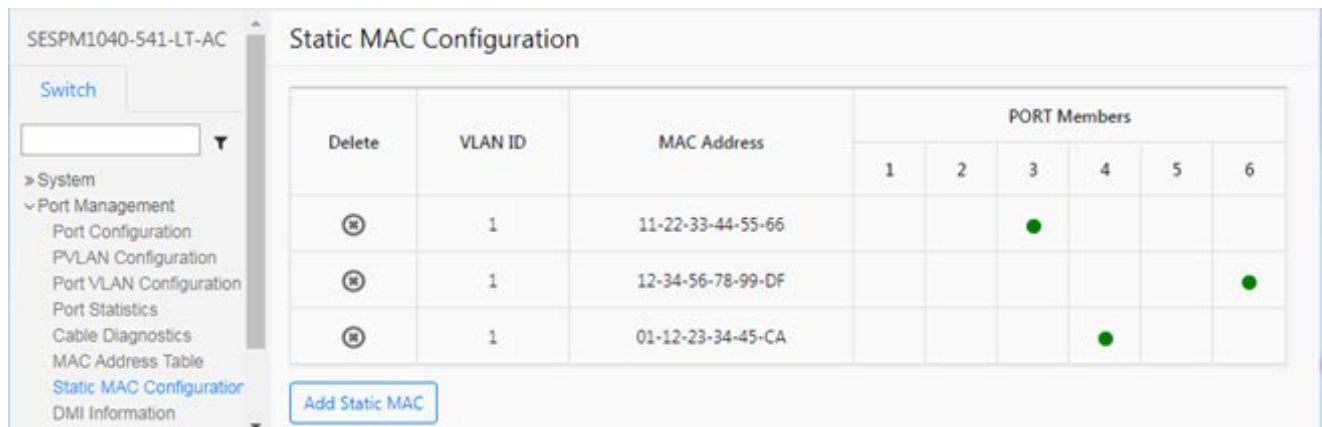 SESPM1040-541-LT-AC
Switch
» System
Port Management
Port Configuration
PVLAN Configuration
Port VLAN Configuration
Port Statistics
Cable Diagnostics
MAC Address Table
Static MAC Configuration
DMI Information
Static MAC Configuration
Delete VLAN ID MAC Address PORT Members
1 2 3 4 5 6
1 11-22-33-44-55-66
1 12-34-56-78-99-DF
1 01-12-23-34-45-CA
Add Static MAC